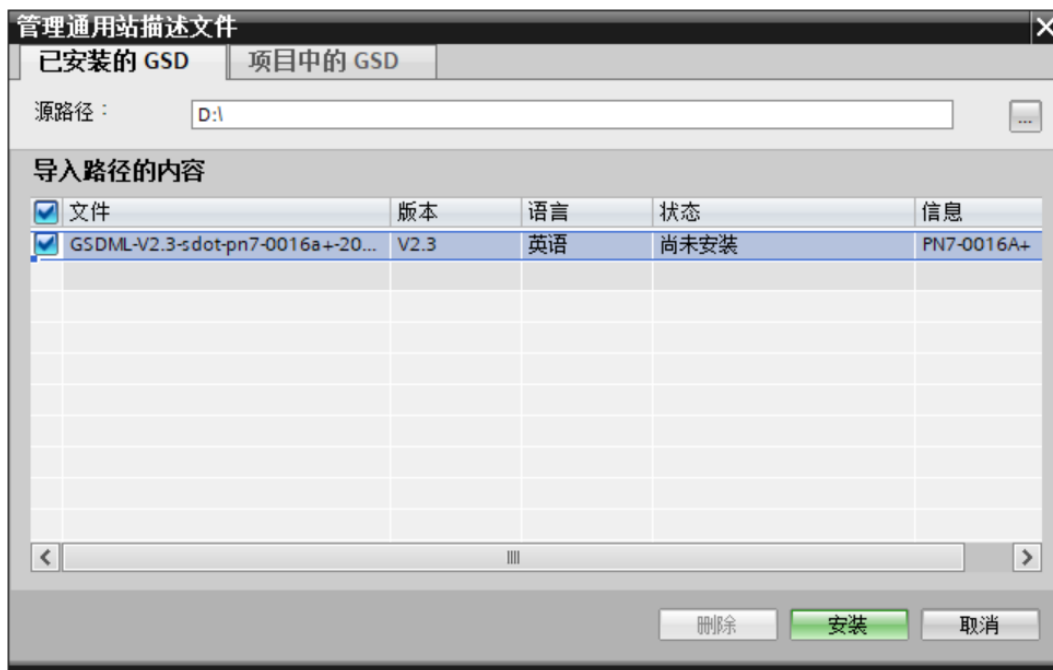 管理通用站描述文件
已安装的 GSD 项目中的 GSD
源路径： D:\ ...
导入路径的内容
文件 版本 语言 状态 信息
GSDML-V2.3-sdot-pn7-0016a+-20... V2.3 英语 尚未安装 PN7-0016A+
删除 安装 取消